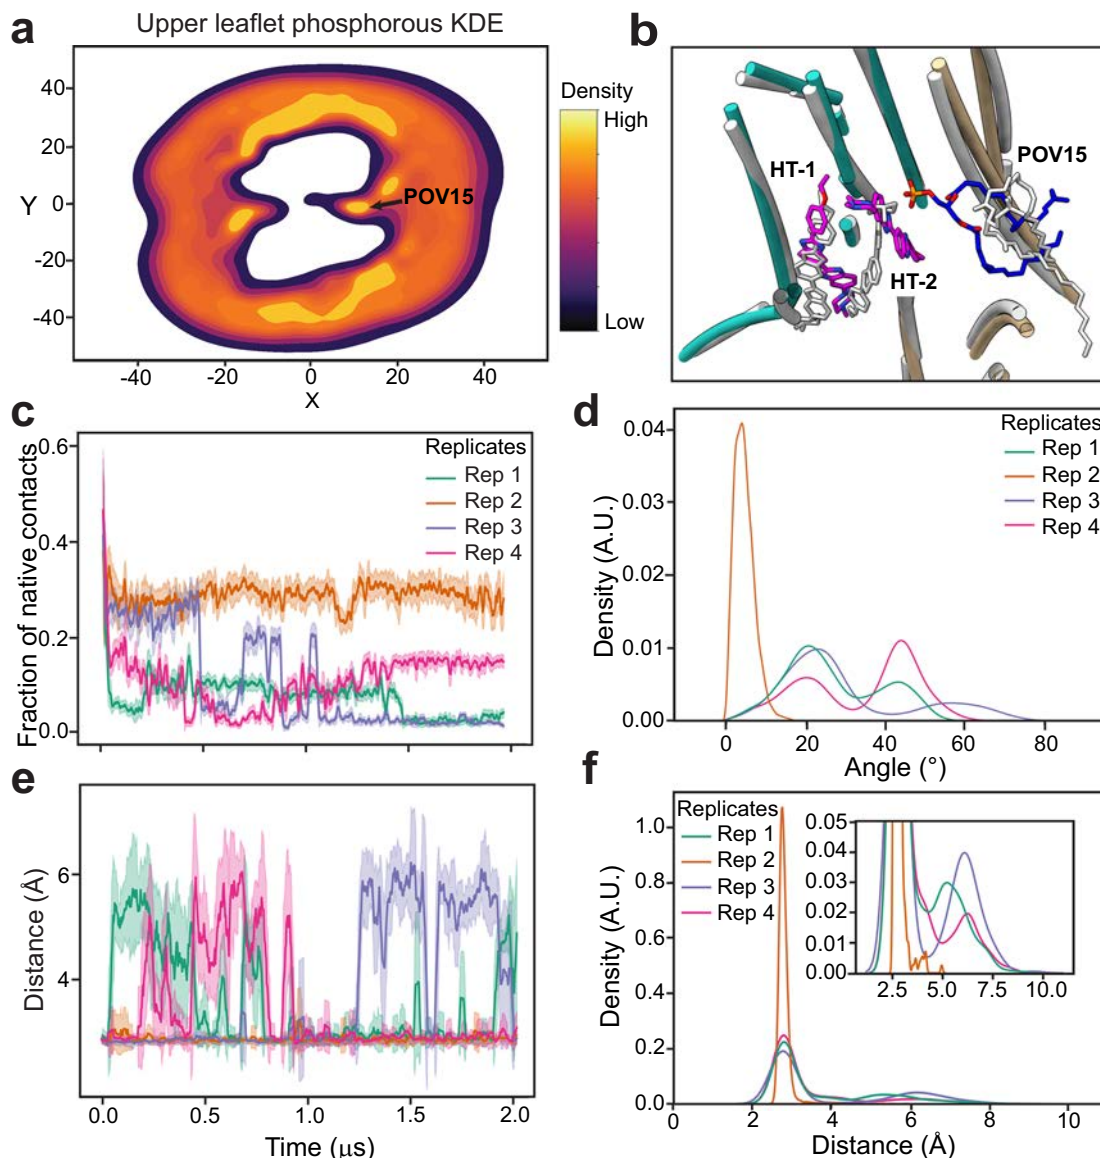 a
Upper leaflet phosphorous KDE
Y
40
20
0
-20
-40
-40
-20
0
20
40
X
POV15
Density
High
Low
b
HT-1
HT-2
POV15
c
Fraction of native contacts
0.6
0.4
0.2
0.0
Replicates
Rep 1
Rep 2
Rep 3
Rep 4
d
Density (A.U.)
0.04
0.03
0.02
0.01
0.00
0
20
40
60
80
Angle (°)
Replicates
Rep 1
Rep 2
Rep 3
Rep 4
e
Distance (Å)
6
4
0.0
0.5
1.0
1.5
2.0
Time (μs)
f
Density (A.U.)
1.0
0.8
0.6
0.4
0.2
0.0
0
2
4
6
8
10
Distance (Å)
Replicates
Rep 1
Rep 2
Rep 3
Rep 4
0.05
0.04
0.03
0.02
0.01
0.00
2.5
5.0
7.5
10.0